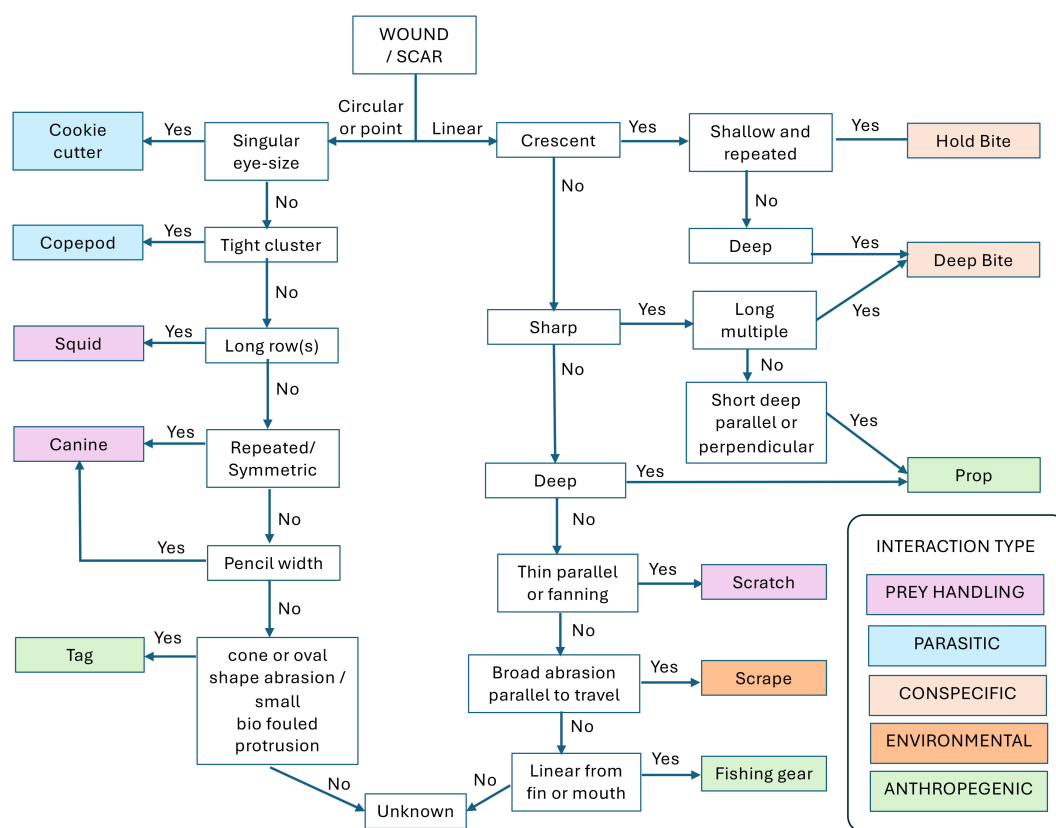 WOUND
/ SCAR
Circular
or point
Linear
Cookie
cutter
Yes
Singular
eye-size
Crescent
Yes
Shallow and
repeated
Yes
Hold Bite
No
No
No
Copepod
Yes
Tight cluster
Deep
Yes
Deep Bite
No
Squid
Yes
Long row(s)
Sharp
Yes
Long
multiple
Yes
No
No
No
Canine
Yes
Repeated/
Symmetric
Short deep
parallel or
perpendicular
Yes
No
Deep
Yes
Prop
No
Yes
Pencil width
No
Thin parallel
or fanning
Yes
Scratch
No
Tag
Yes
cone or oval
shape abrasion /
small
bio fouled
protrusion
Broad abrasion
parallel to travel
Yes
Scrape
No
No
Unknown
No
Linear from
fin or mouth
Yes
Fishing gear
INTERACTION TYPE
PREY HANDLING
PARASITIC
CONSPECIFIC
ENVIRONMENTAL
ANTHROPEGENIC